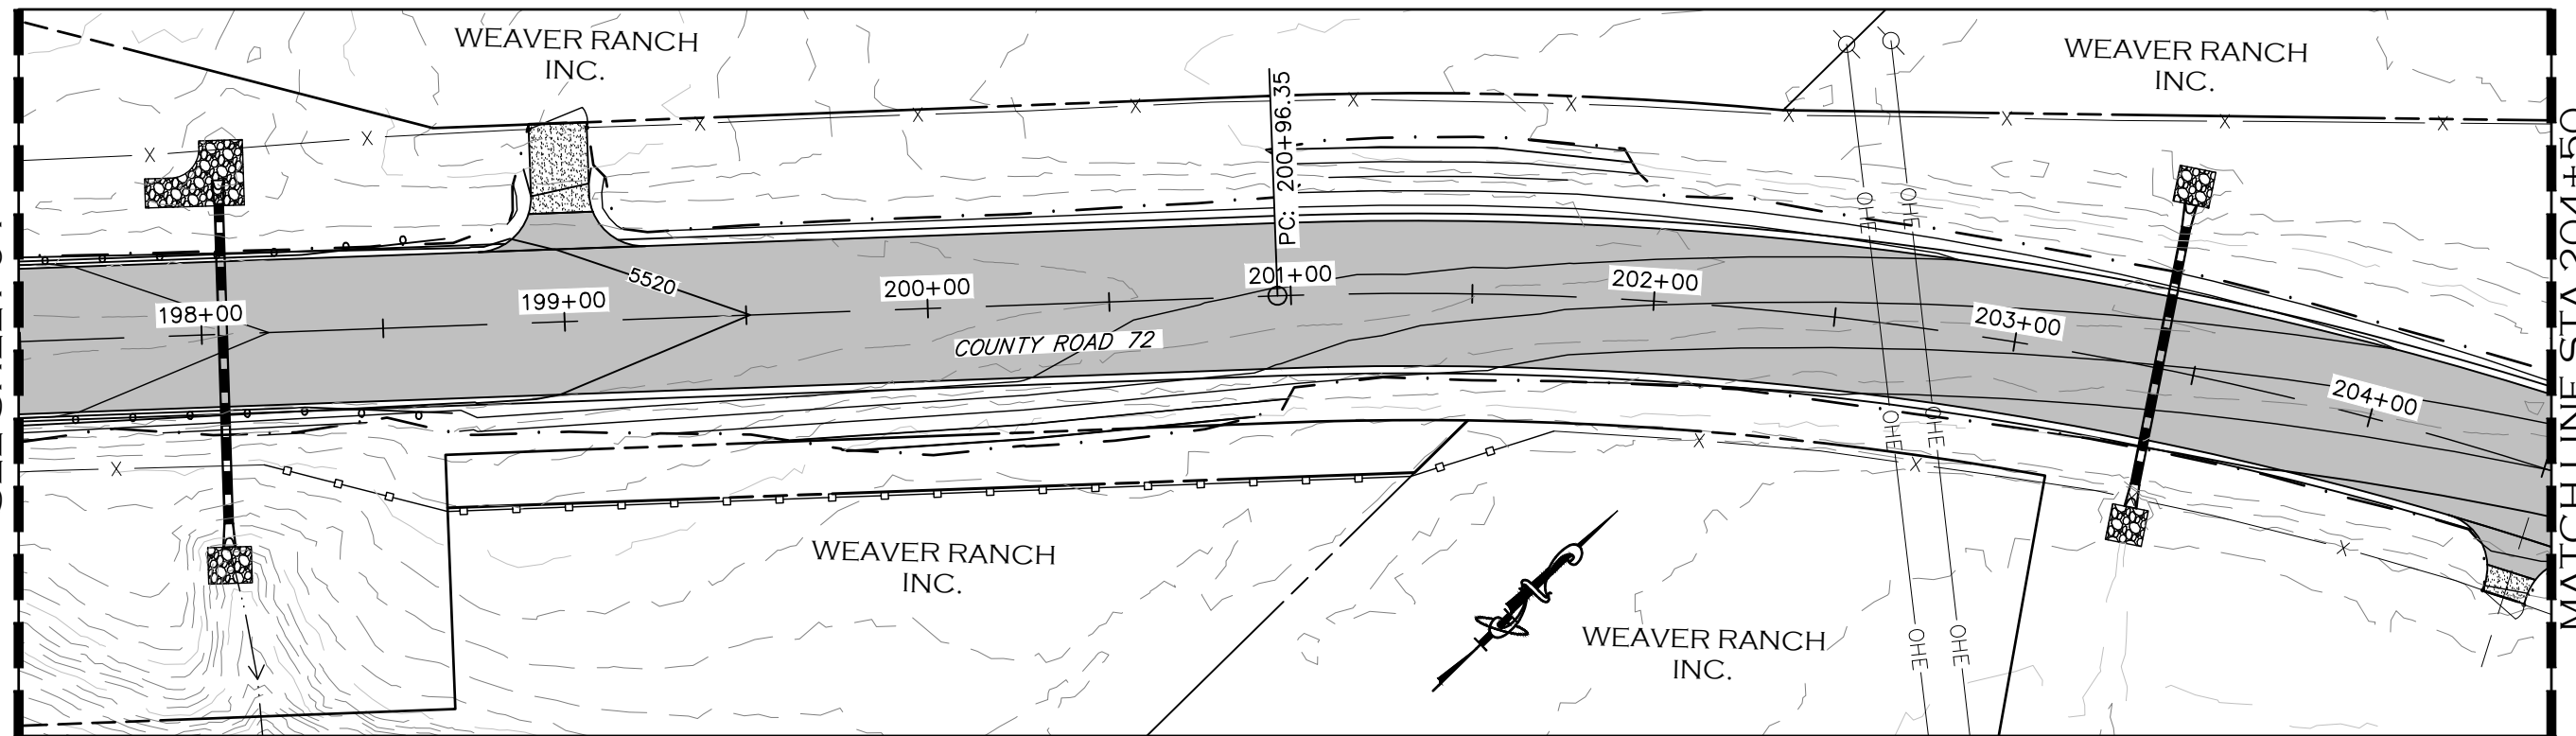 WEAVER RANCH
INC.
WEAVER RANCH
INC.
PC: 200+96.35
OHE
OHE
5520
198+00
199+00
200+00
201+00
202+00
203+00
204+00
COUNTY ROAD 72
OHE
OHE
WEAVER RANCH
INC.
WEAVER RANCH
INC.
OHE
OHE
MATCH LINE STA 204+50